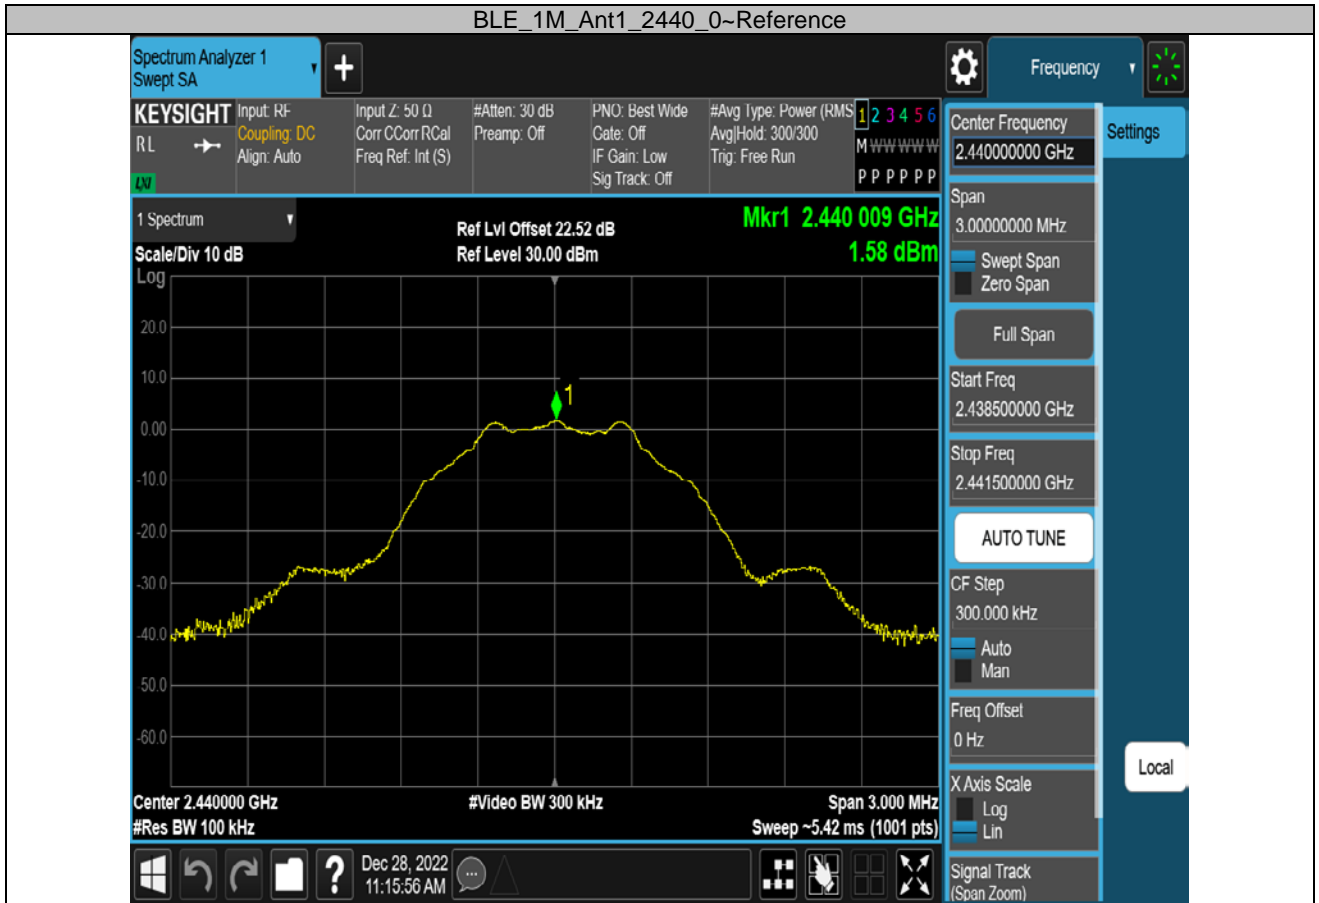 BLE_1M_Ant1_2440_0~Reference
Spectrum Analyzer 1
Swept SA
Frequency
KEYSIGHT
RL
LXI
Input: RF
Coupling: DC
Align: Auto
Input Z: 50 Ω
Corr CCorr RCal
Freq Ref: Int (S)
#Atten: 30 dB
Preamp: Off
PNO: Best Wide
Gate: Off
IF Gain: Low
Sig Track: Off
#Avg Type: Power (RMS
Avg|Hold: 300/300
Trig: Free Run
1 2 3 4 5 6
M W W W W W
P P P P P P
1 Spectrum
Scale/Div 10 dB
Ref Lvl Offset 22.52 dB
Ref Level 30.00 dBm
Mkr1 2.440 009 GHz
1.58 dBm
Log
20.0
10.0
0.00
-10.0
-20.0
-30.0
-40.0
-50.0
-60.0
1
Center 2.440000 GHz
#Res BW 100 kHz
#Video BW 300 kHz
Span 3.000 MHz
Sweep ~5.42 ms (1001 pts)
Center Frequency
2.440000000 GHz
Settings
Span
3.00000000 MHz
Swept Span
Zero Span
Full Span
Start Freq
2.438500000 GHz
Stop Freq
2.441500000 GHz
AUTO TUNE
CF Step
300.000 kHz
Auto
Man
Freq Offset
0 Hz
X Axis Scale
Log
Lin
Local
Signal Track
(Span Zoom)
?
Dec 28, 2022
11:15:56 AM